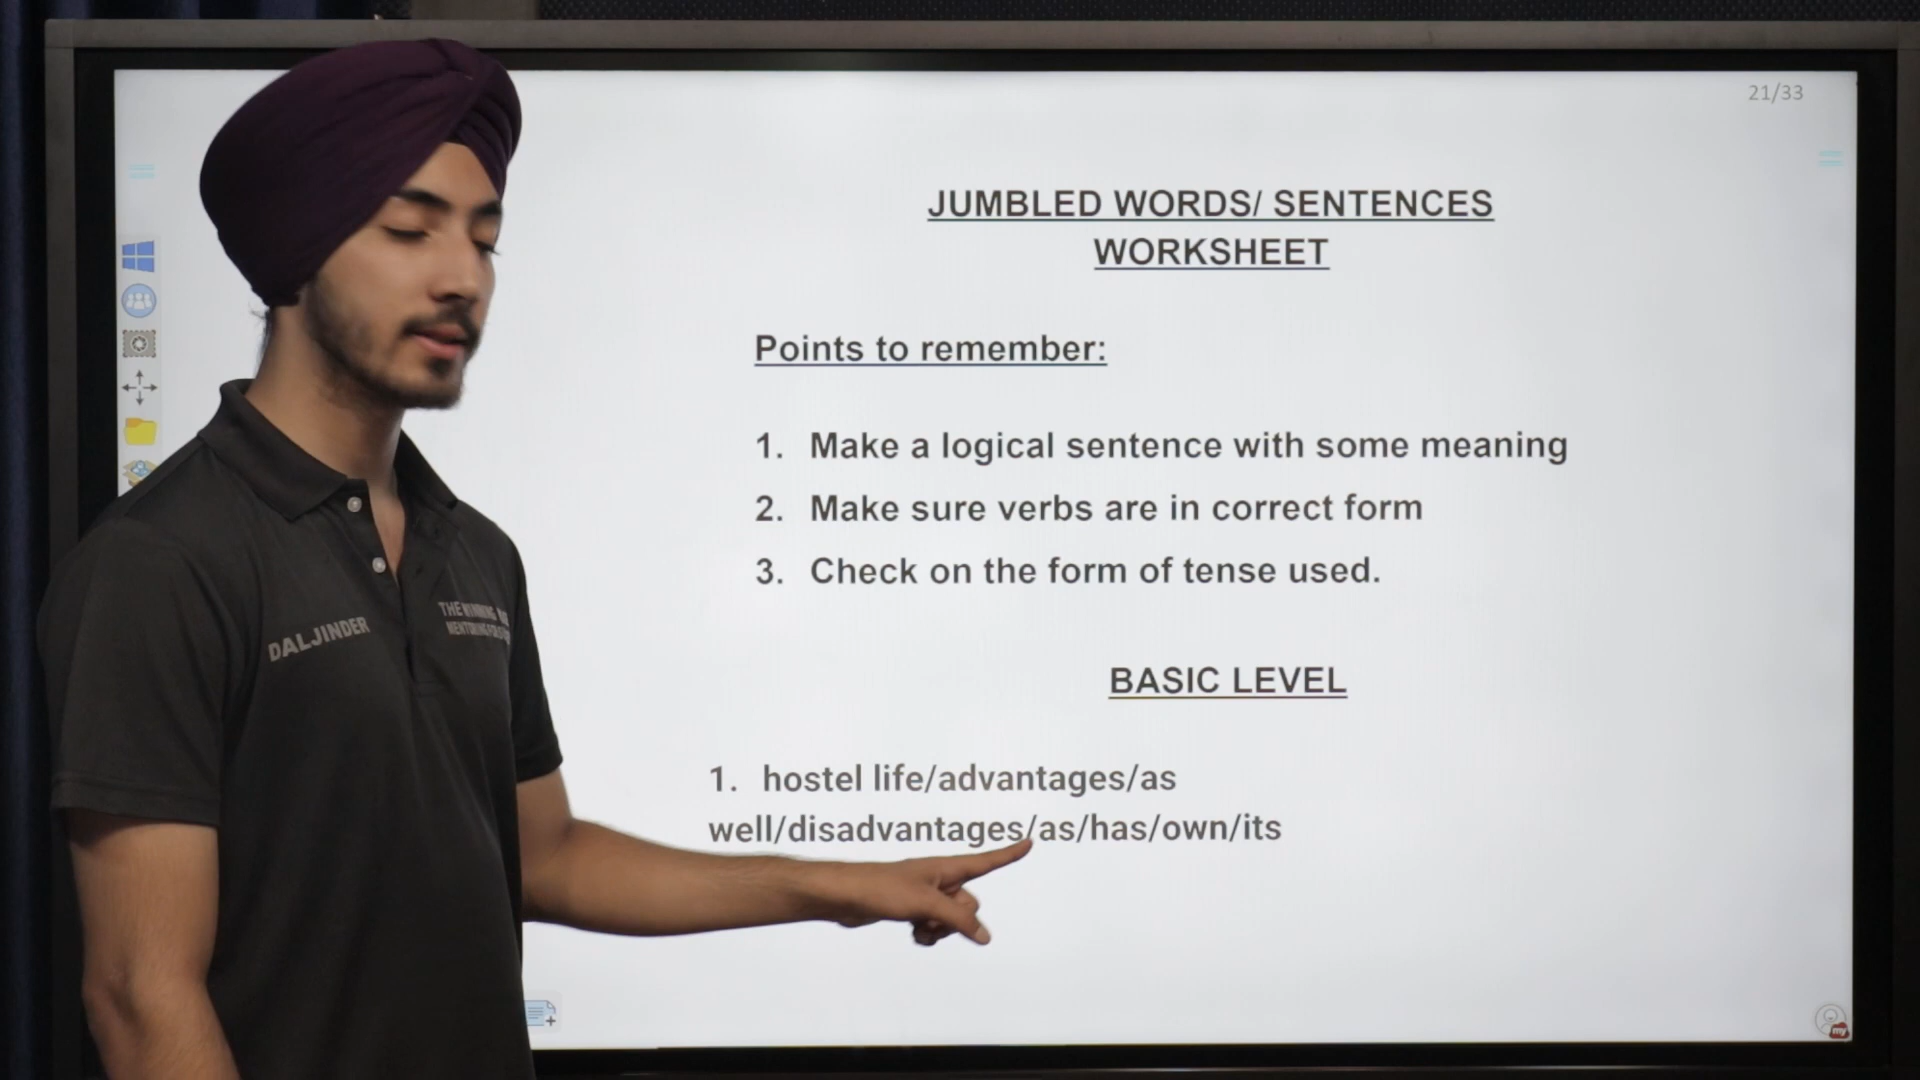 21/33
JUMBLED WORDS/ SENTENCES
WORKSHEET
Points to remember:
1. Make a logical sentence with some meaning
2. Make sure verbs are in correct form
3. Check on the form of tense used.
BASIC LEVEL
1. hostel life/advantages/as
well/disadvantages/as/has/own/its
DALJINDER
THE
my